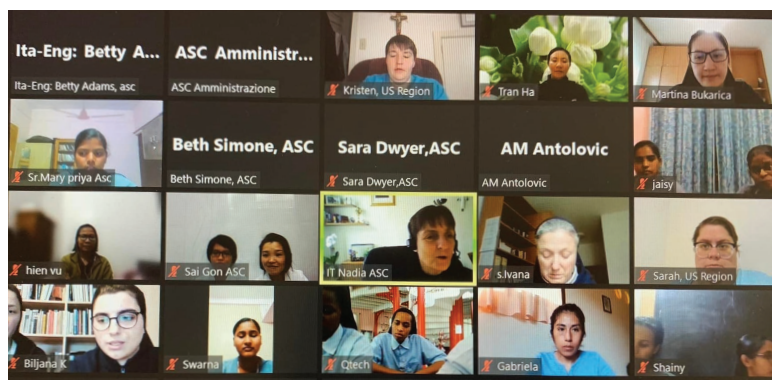 Ita-Eng: Betty A...
Ita-Eng: Betty Adams, asc
ASC Amministr...
ASC Amministrazione
Kristen, US Region
Tran Ha
Martina Bukarica
Sr.Mary priya Asc
Beth Simone, ASC
Beth Simone, ASC
Sara Dwyer,ASC
Sara Dwyer,ASC
AM Antolovic
AM Antolovic
jaisy
hien vu
Sai Gon ASC
IT Nadia ASC
s.Ivana
Sarah, US Region
Biljana K
Swarna
Qtech
Gabriela
Shainy